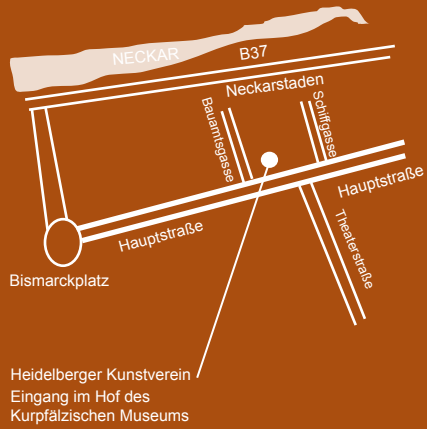 NECKAR
B37
Neckarstaden
Bauamtsgasse
Schiffgasse
Hauptstraße
Hauptstraße
Theaterstraße
Bismarckplatz
Heidelberger Kunstverein
Eingang im Hof des
Kurpfälzischen Museums